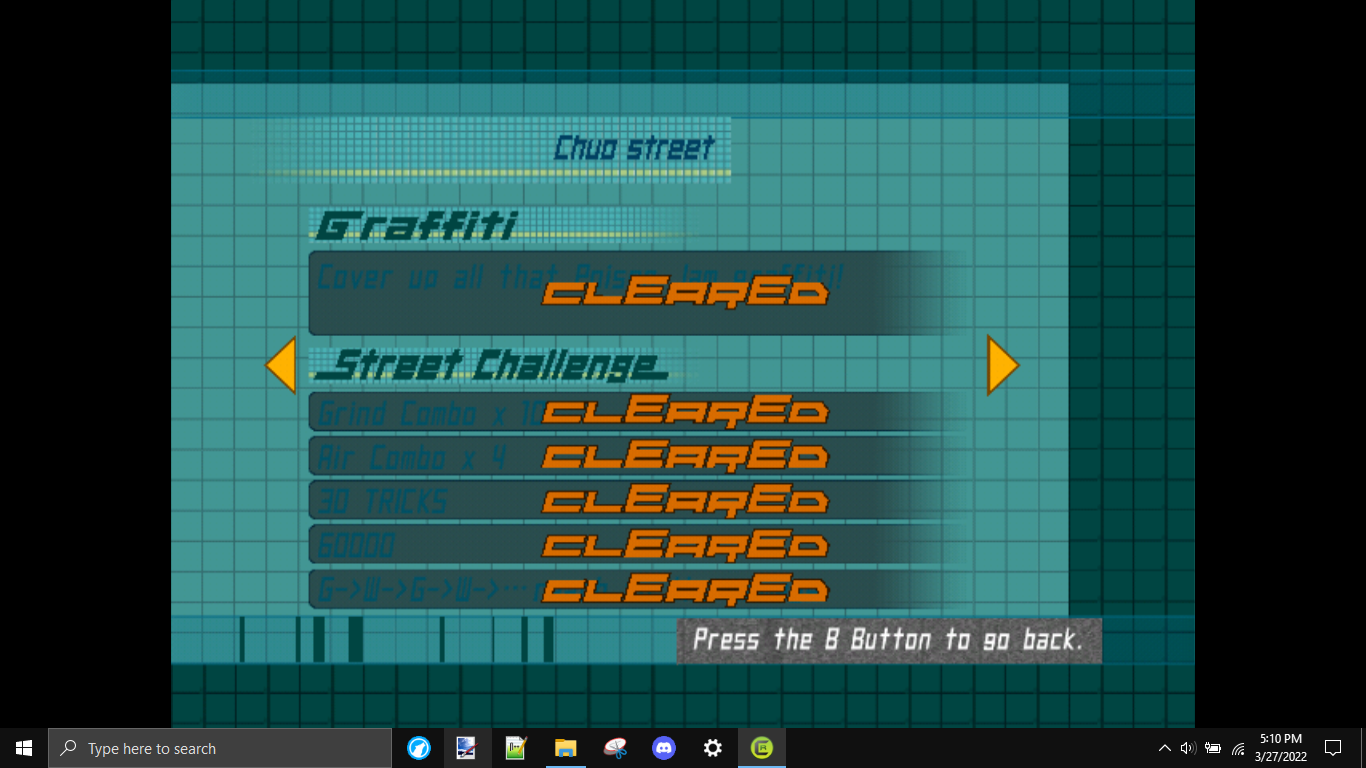 Chuo street
Graffiti
Cover up all that Poison Jam graffiti!
CLEARED
Street Challenge
Grind Combo x 10
CLEARED
Air Combo x 4
CLEARED
30 TRICKS
CLEARED
60000
CLEARED
G->W->G->W->…
CLEARED
Press the B Button to go back.
Type here to search
5:10 PM
3/27/2022